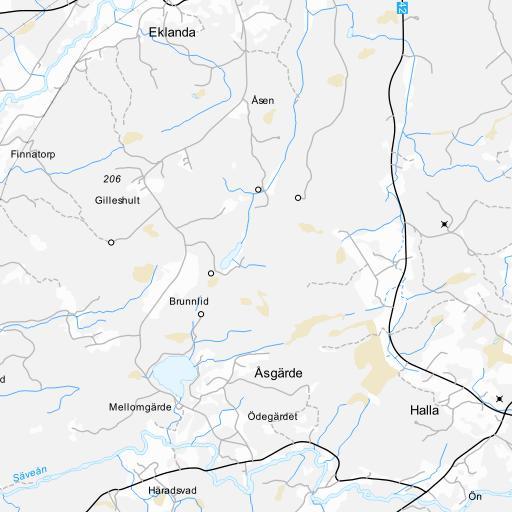 Eklanda
Åsen
Finnatorp
206
Gilleshult
Brunnlid
Åsgärde
Mellomgärde
Ödegärdet
Halla
Säveån
Häradsvad
Ön